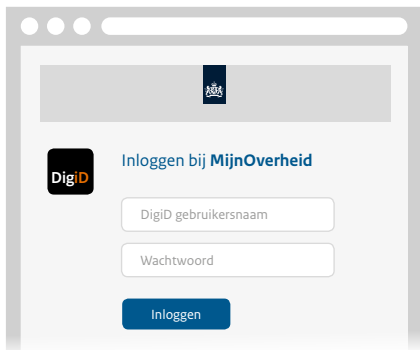 DigiD
Inloggen bij MijnOverheid
DigiD gebruikersnaam
Wachtwoord
Inloggen